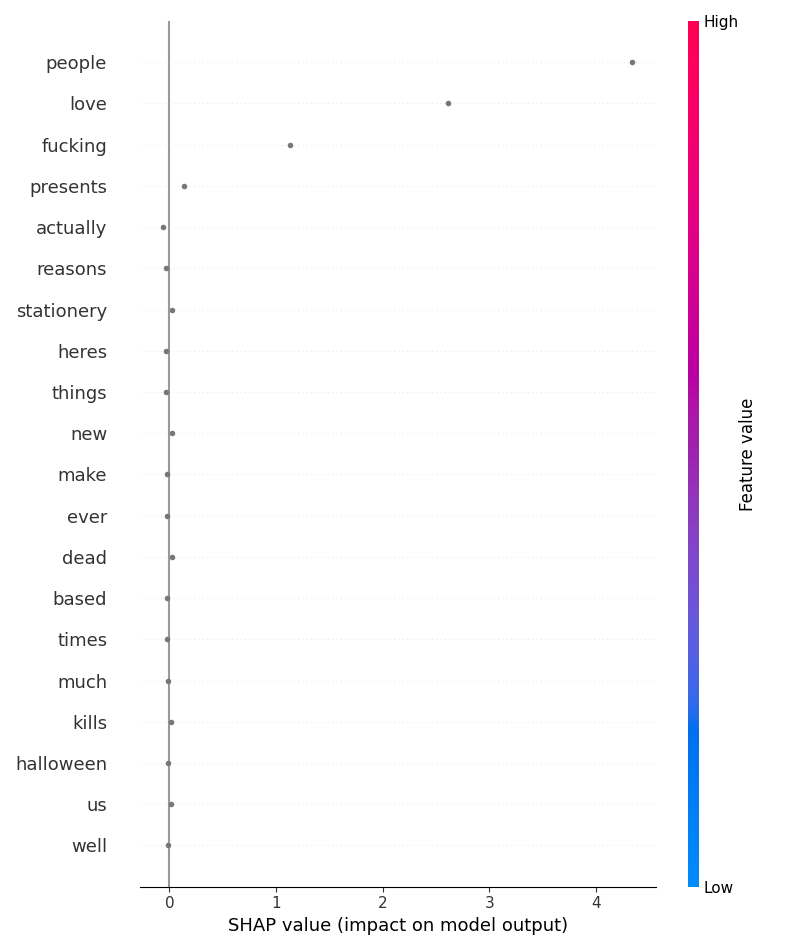 High
people
love
fucking
presents
actually
reasons
stationery
heres
things
new
make
ever
dead
based
times
much
kills
halloween
us
well
Feature value
Low
0 1 2 3 4
SHAP value (impact on model output)